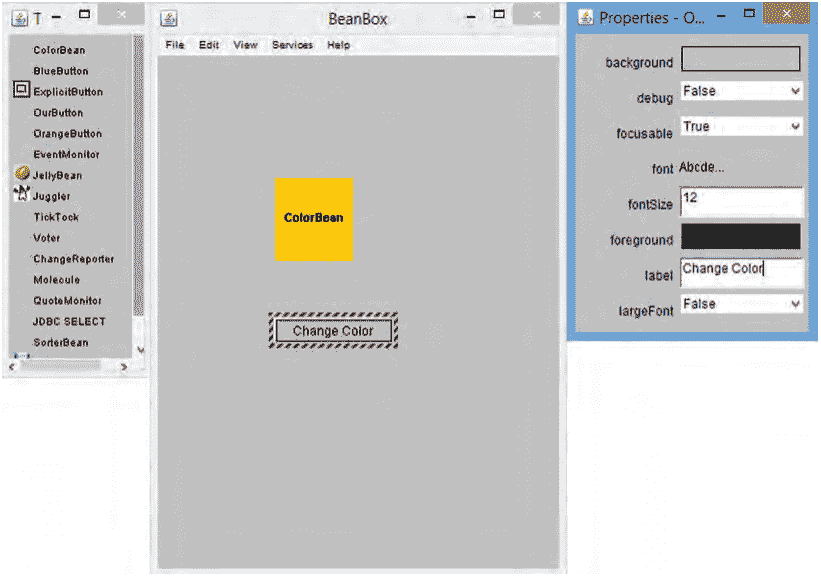 T
ColorBean
BlueButton
ExplicitButton
OurButton
OrangeButton
EventMonitor
JellyBean
Juggler
TickTock
Voter
ChangeReporter
Molecule
QuoteMonitor
JDBC SELECT
SorterBean
BeanBox
File Edit View Services Help
ColorBean
Change Color
Properties - O...
background
debug False
focusable True
font Abcde...
fontSize 12
foreground
label Change Color
largeFont False